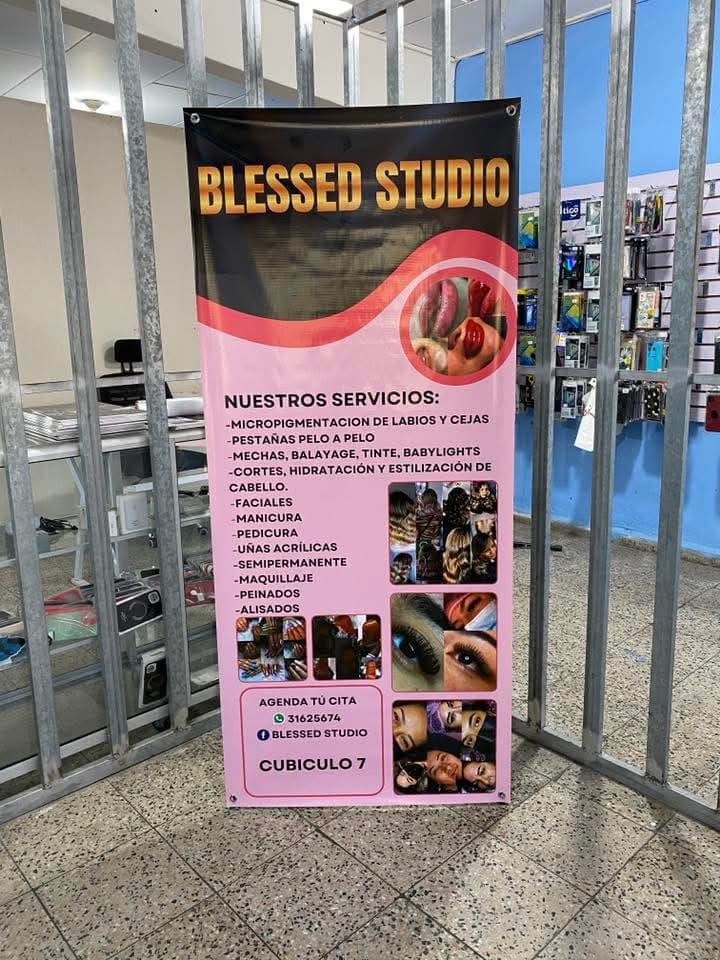 BLESSED STUDIO
NUESTROS SERVICIOS:
-MICROPIGMENTACION DE LABIOS Y CEJAS
-PESTAÑAS PELO A PELO
-MECHAS, BALAYAGE, TINTE, BABYLIGHTS
-CORTES, HIDRATACIÓN Y ESTILIZACIÓN DE
CABELLO.
-FACIALES
-MANICURA
-PEDICURA
-UÑAS ACRÍLICAS
-SEMIPERMANENTE
-MAQUILLAJE
-PEINADOS
-ALISADOS
AGENDA TÚ CITA
31625674
BLESSED STUDIO
CUBICULO 7
tigo